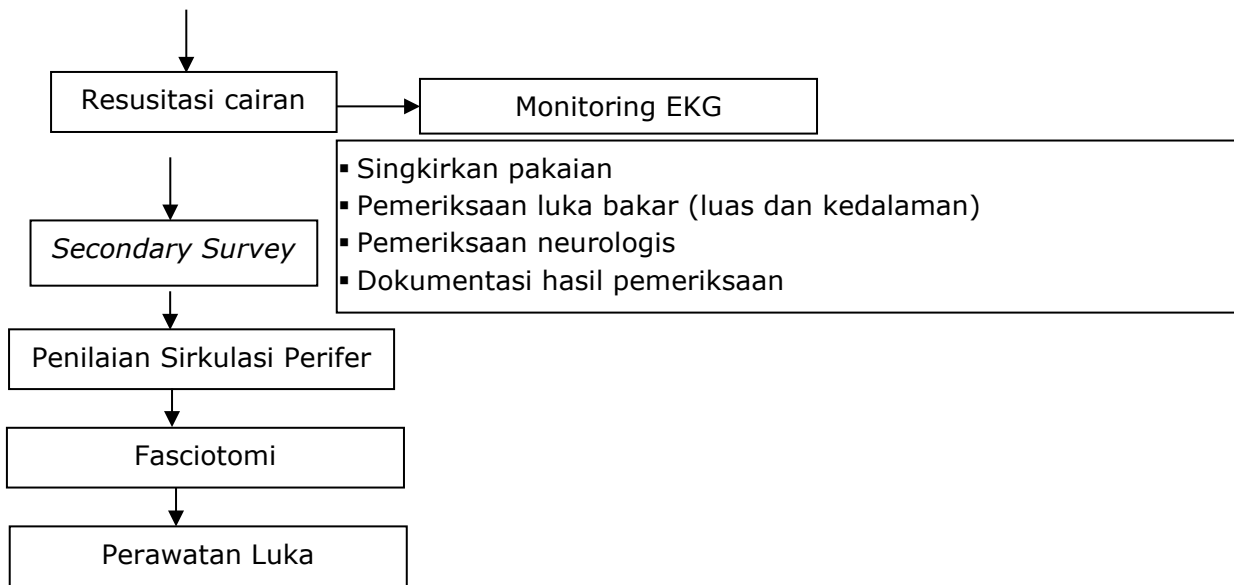 Resusitasi cairan
Monitoring EKG
▪ Singkirkan pakaian
▪ Pemeriksaan luka bakar (luas dan kedalaman)
▪ Pemeriksaan neurologis
▪ Dokumentasi hasil pemeriksaan
Secondary Survey
Penilaian Sirkulasi Perifer
Fasciotomi
Perawatan Luka